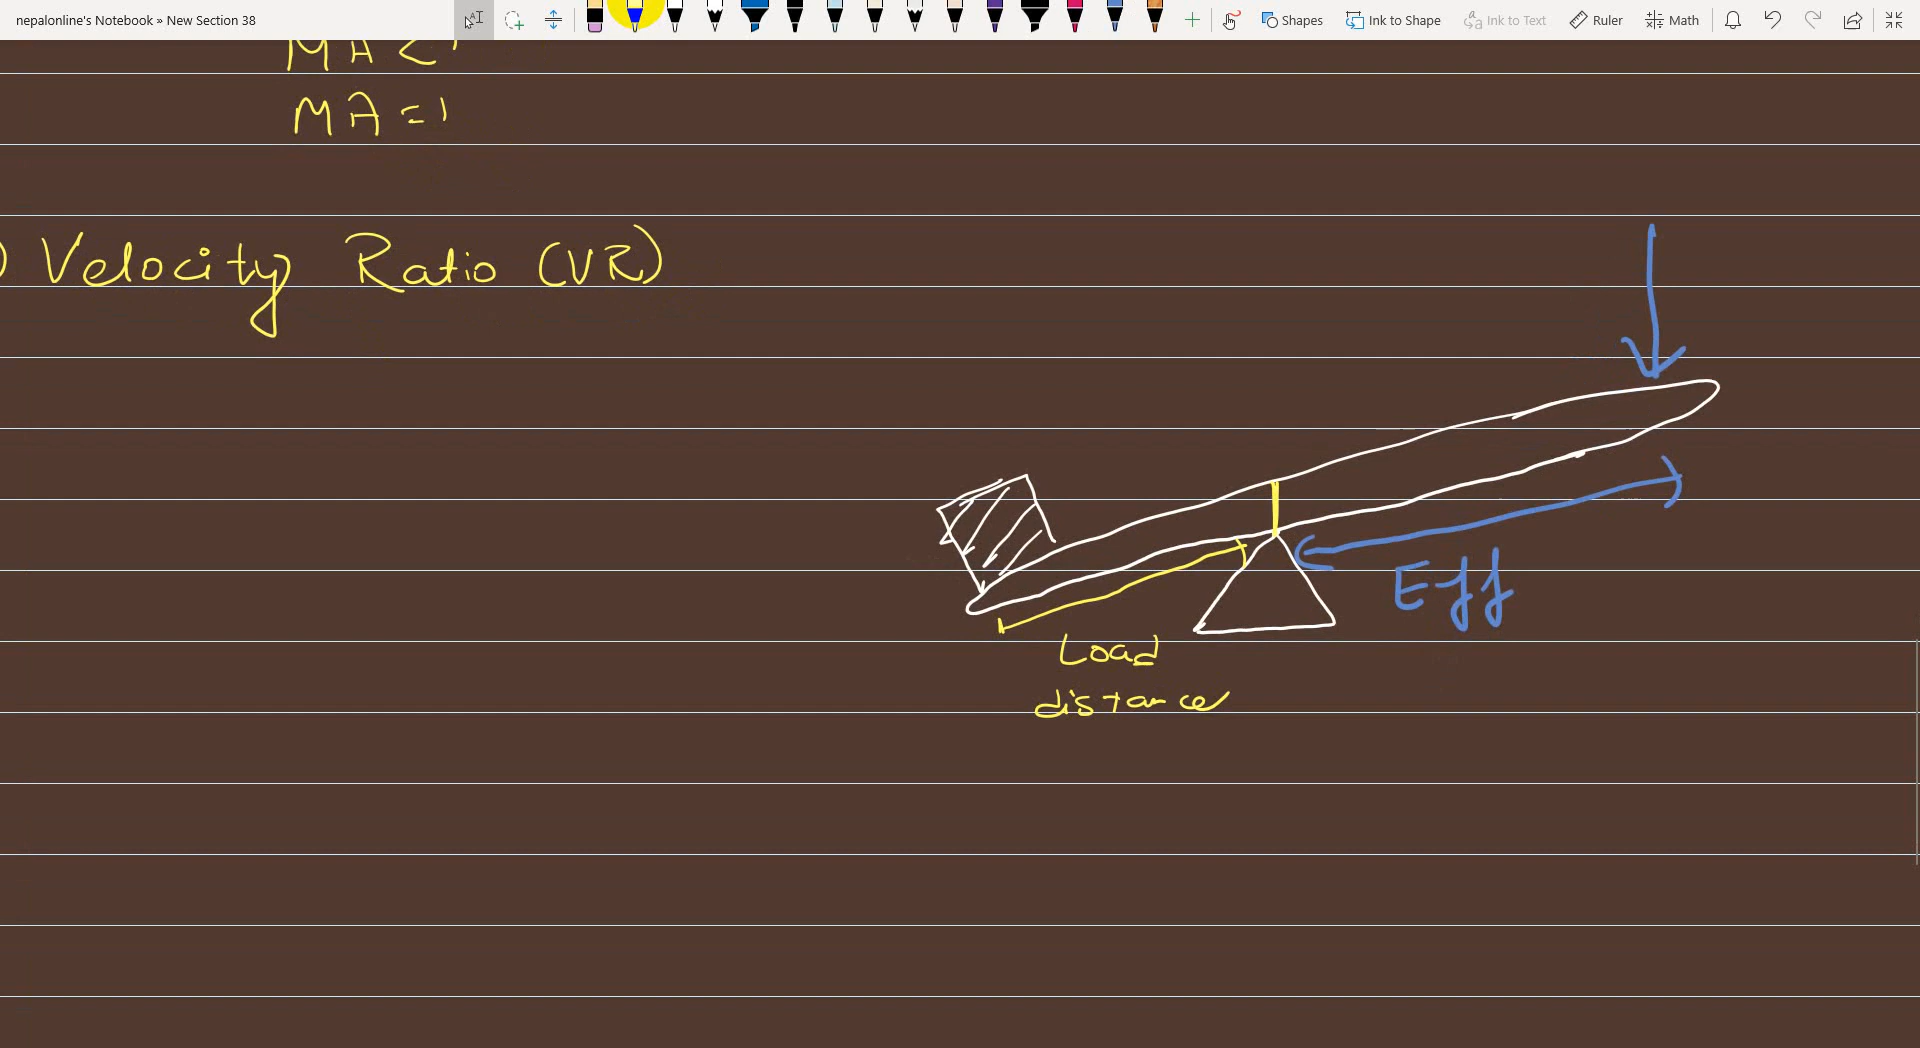 nepalonline's Notebook » New Section 38
Shapes
Ink to Shape
Ink to Text
Ruler
Math
MA <
MA = 1
) Velocity Ratio (VR)
Eff
Load
distance